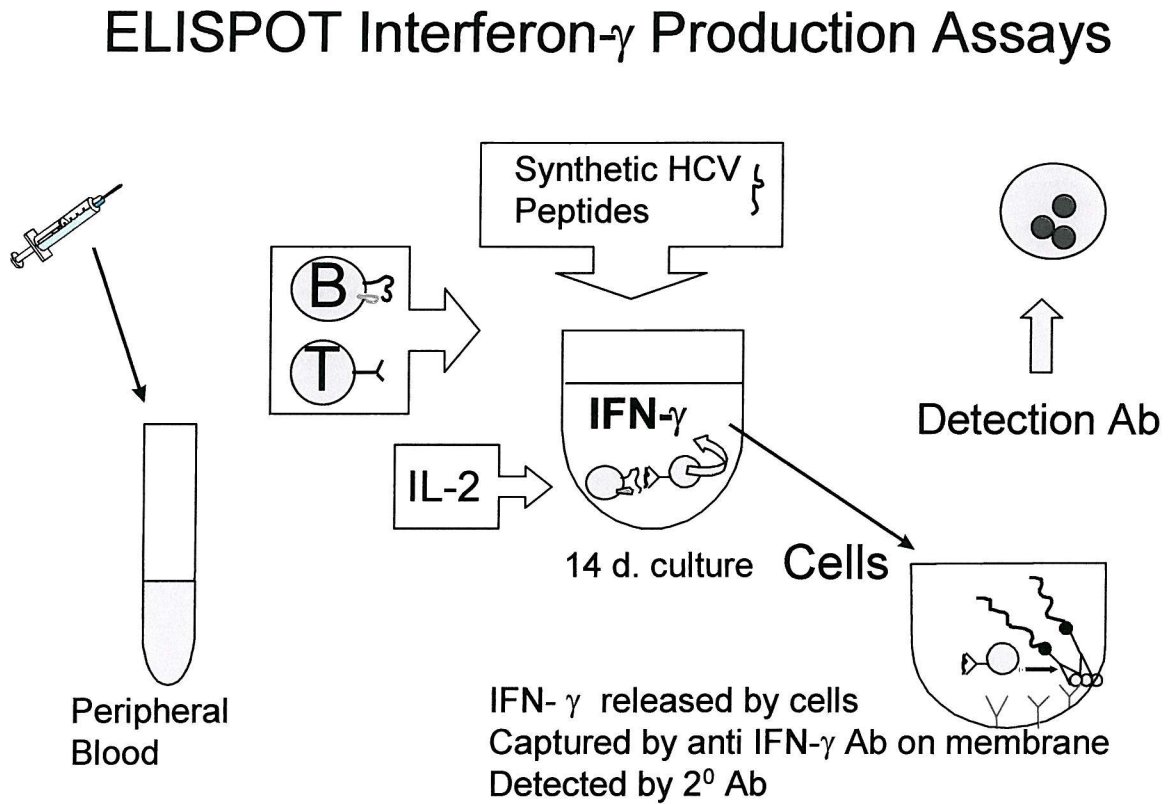 ELISPOT Interferon-γ Production Assays
Synthetic HCV
Peptides
B
T
IFN-γ
IL-2
Detection Ab
14 d. culture
Cells
Peripheral
Blood
IFN- γ released by cells
Captured by anti IFN-γ Ab on membrane
Detected by 2⁰ Ab